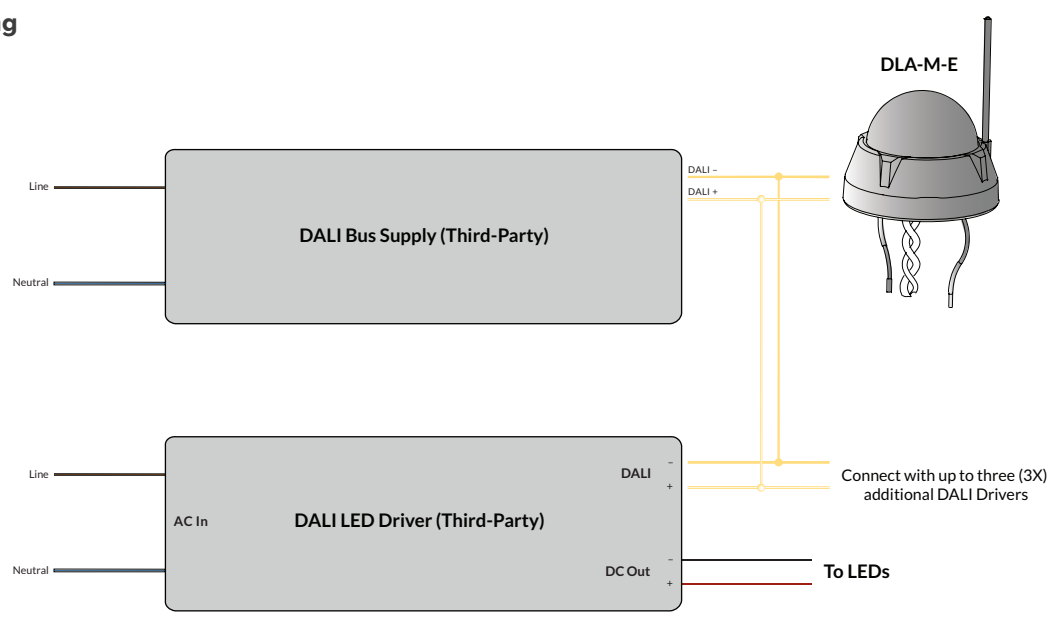 DLA-M-E
Line
DALI –
DALI +
DALI Bus Supply (Third-Party)
Neutral
Line
DALI
–
+
Connect with up to three (3X)
additional DALI Drivers
AC In
DALI LED Driver (Third-Party)
Neutral
DC Out
–
+
To LEDs